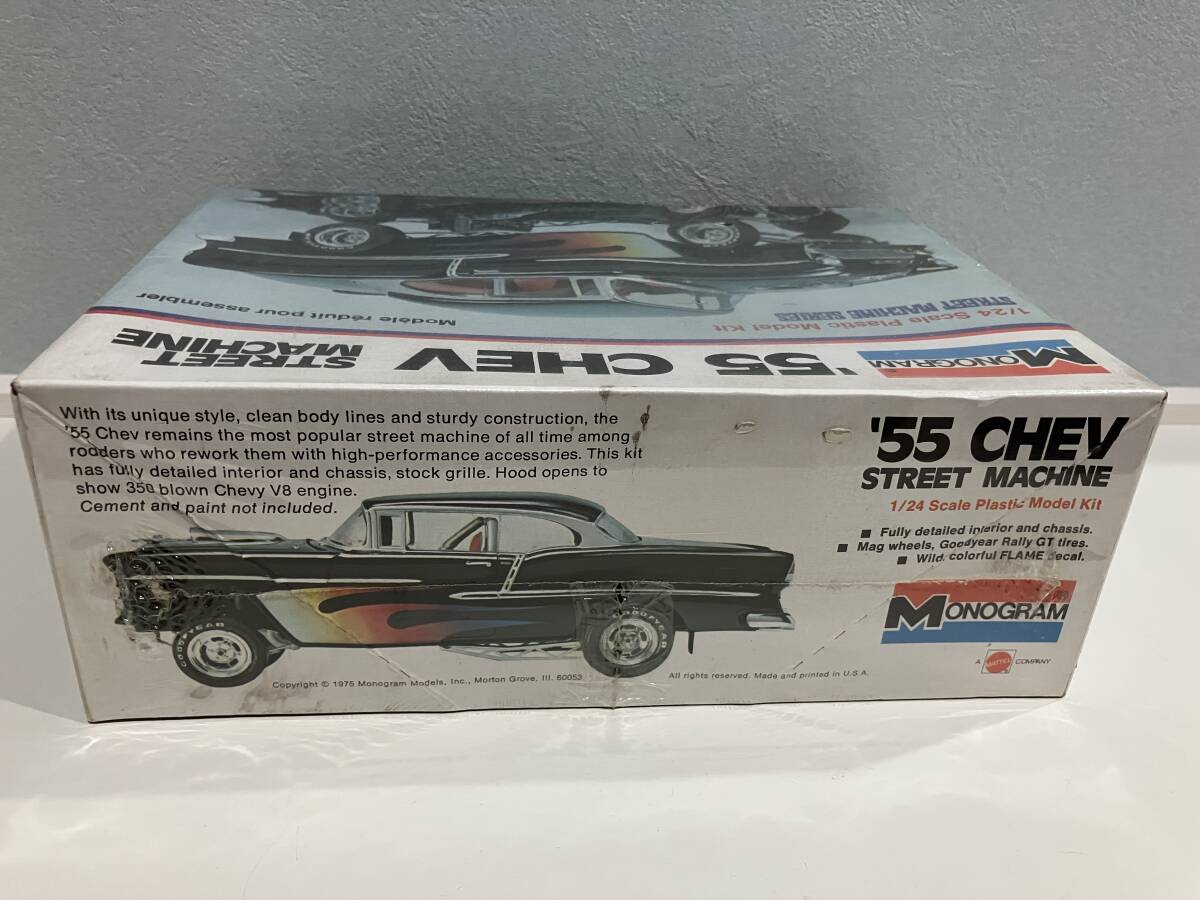 Modèle réduit pour assembler
1/24 Scale Plastic Model Kit
STREET MACHINE SERIES
'55 CHEV
STREET
MACHINE
MONOGRAM
With its unique style, clean body lines and sturdy construction, the
'55 Chev remains the most popular street machine of all time among
rodders who rework them with high-performance accessories. This kit
has fully detailed interior and chassis, stock grille. Hood opens to
show 350 blown Chevy V8 engine.
Cement and paint not included.
'55 CHEV
STREET MACHINE
1/24 Scale Plastic Model Kit
■ Fully detailed interior and chassis.
■ Mag wheels, Goodyear Rally GT tires.
■ Wild, colorful FLAME decal.
MONOGRAM
A MATTEL COMPANY
GOODYEAR
GOODYEAR
Copyright © 1975 Monogram Models, Inc., Morton Grove, Ill. 60053
All rights reserved. Made and printed in U.S.A.